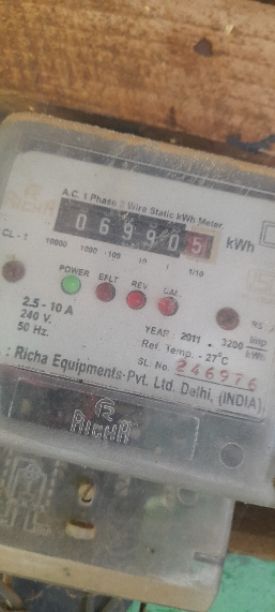 A.C. 1 Phase 2 Wire Static kWh Meter
069905 kWh
CL - 1 10000 1000 100 10 1 1/10
POWER EFLT REV. CAL
2.5 - 10 A
240 V.
50 Hz.
YEAR : 2011 3200 Imp
kWh
Ref. Temp. - 27°C
SL. No. 246976
: Richa Equipments Pvt. Ltd. Delhi, (INDIA)
RICHA